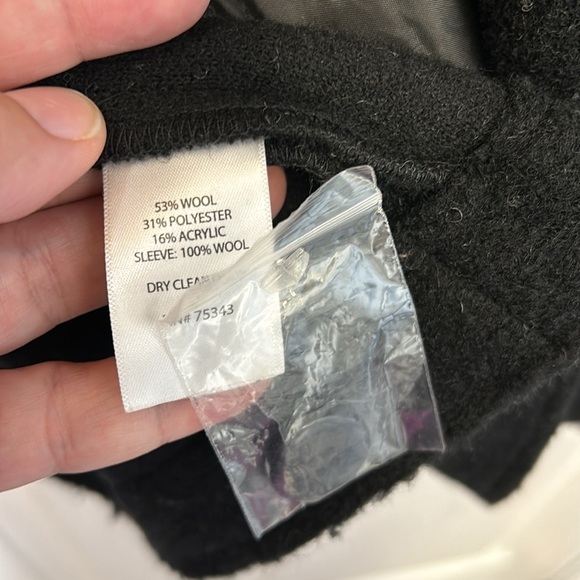 53% WOOL
31% POLYESTER
16% ACRYLIC
SLEEVE: 100% WOOL
DRY CLEAN
# 75343